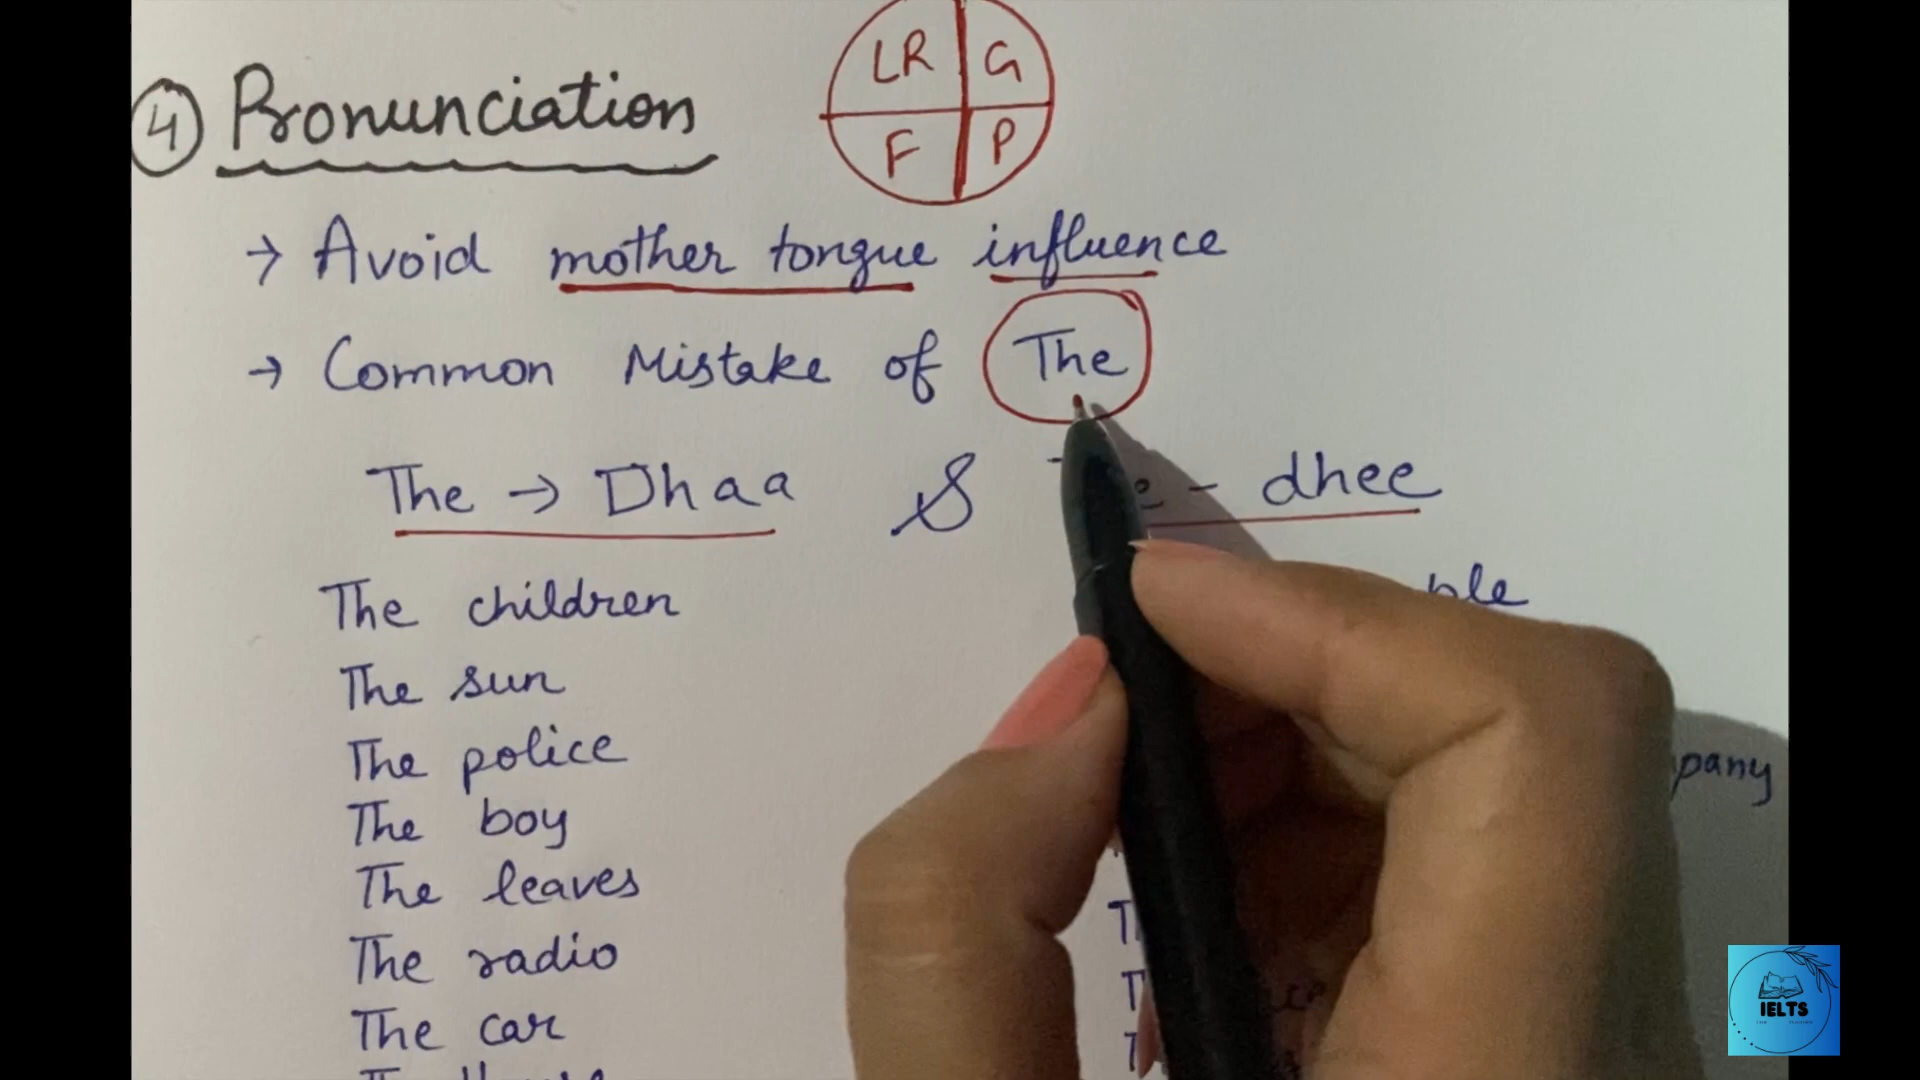 LR G
F P
4 Pronunciation
→ Avoid mother tongue influence
→ Common Mistake of The
The → Dhaa & - dhee
The children
The sun
The police
The boy
The leaves
The radio
The car
IELTS